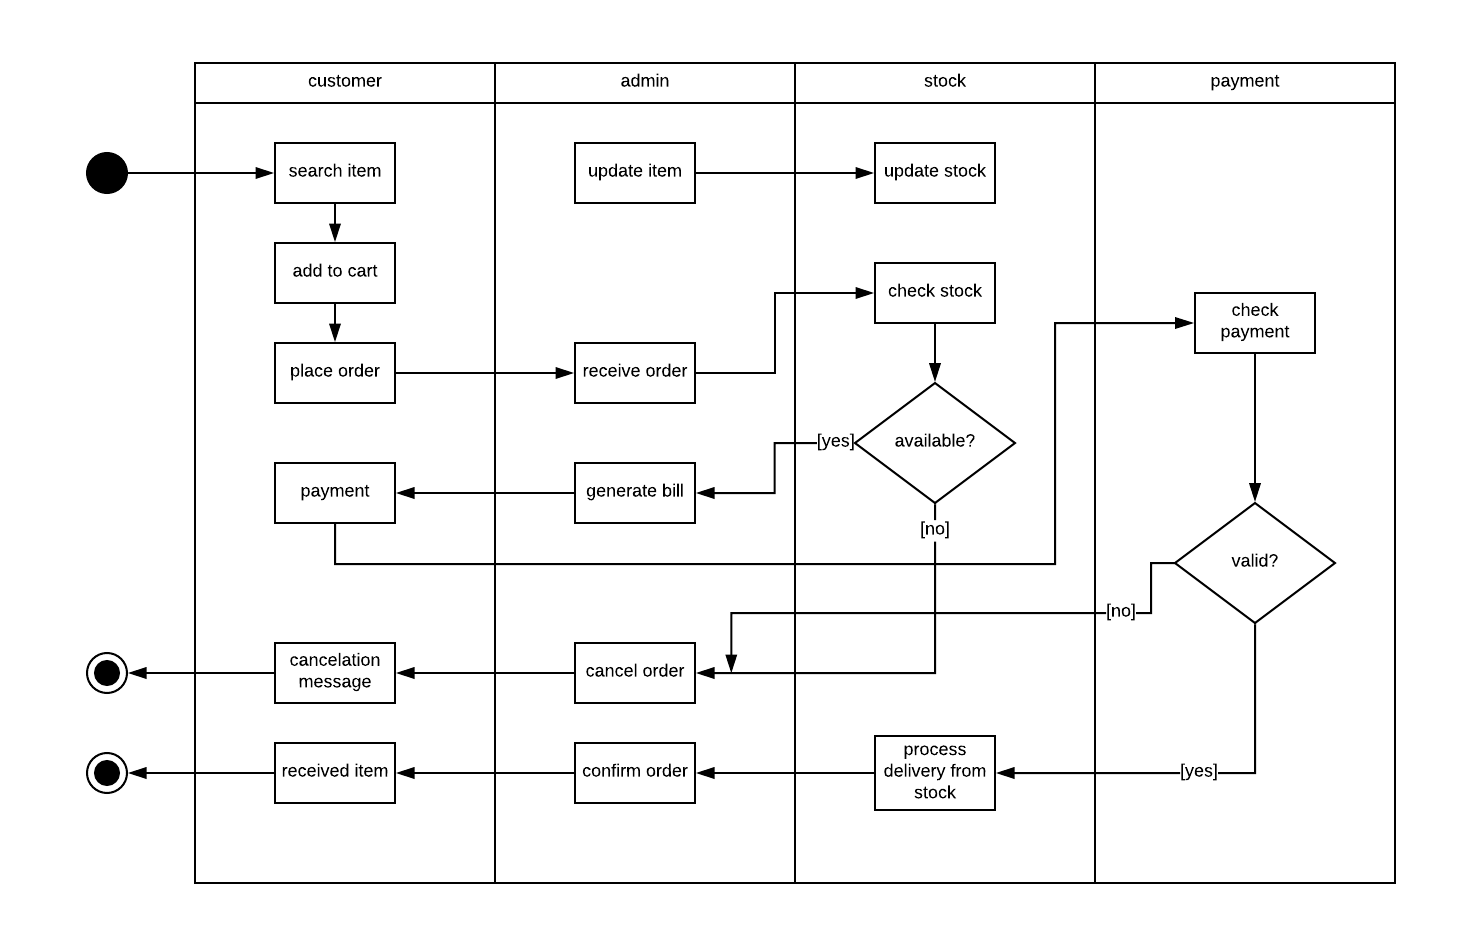 customer
admin
stock
payment
search item
update item
update stock
add to cart
check stock
check
payment
place order
receive order
[yes]
available?
payment
generate bill
[no]
valid?
[no]
cancelation
message
cancel order
received item
confirm order
process
delivery from
stock
[yes]